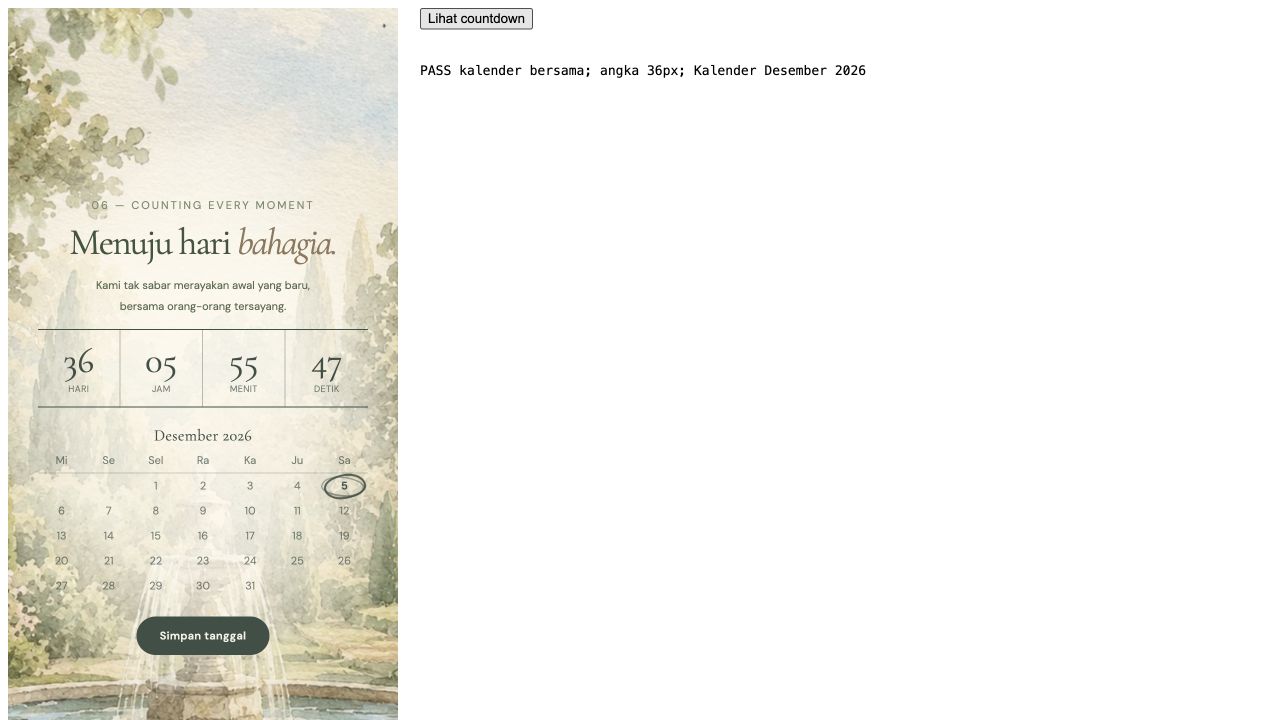 Lihat countdown
PASS kalender bersama; angka 36px; Kalender Desember 2026
06 — COUNTING EVERY MOMENT
Menuju hari bahagia.
Kami tak sabar merayakan awal yang baru,
bersama orang-orang tersayang.
36 05 55 47
HARI JAM MENIT DETIK
Desember 2026
Mi Se Sel Ra Ka Ju Sa
1 2 3 4 5
6 7 8 9 10 11 12
13 14 15 16 17 18 19
20 21 22 23 24 25 26
27 28 29 30 31
Simpan tanggal